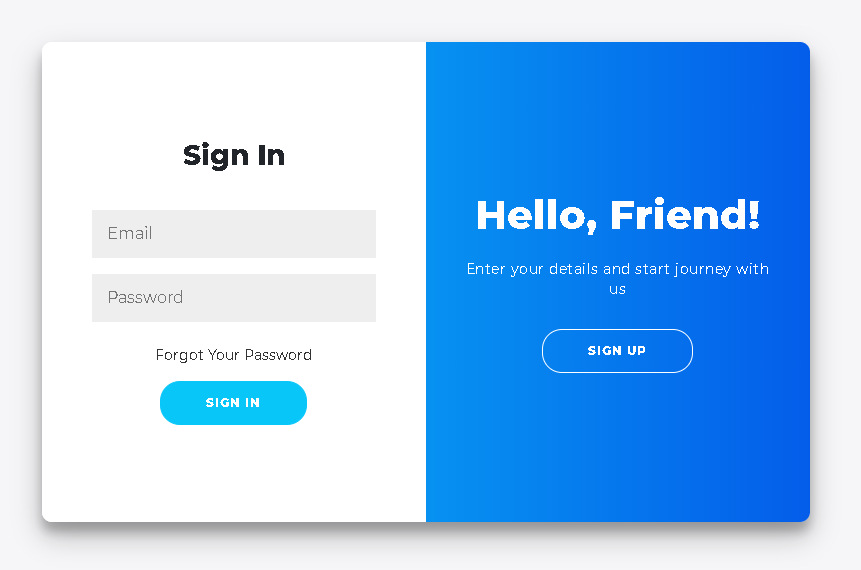 Sign In
Email
Password
Forgot Your Password
SIGN IN
Hello, Friend!
Enter your details and start journey with
us
SIGN UP